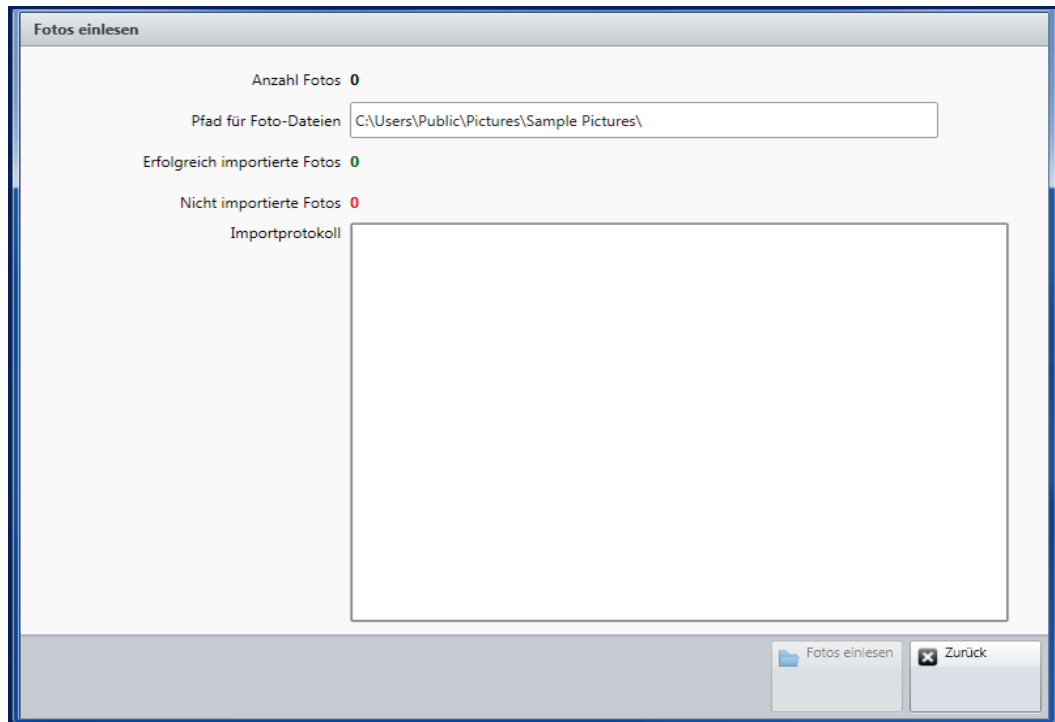 Fotos einlesen
Anzahl Fotos 0
Pfad für Foto-Dateien C:\Users\Public\Pictures\Sample Pictures\
Erfolgreich importierte Fotos 0
Nicht importierte Fotos 0
Importprotokoll
Fotos einlesen Zurück